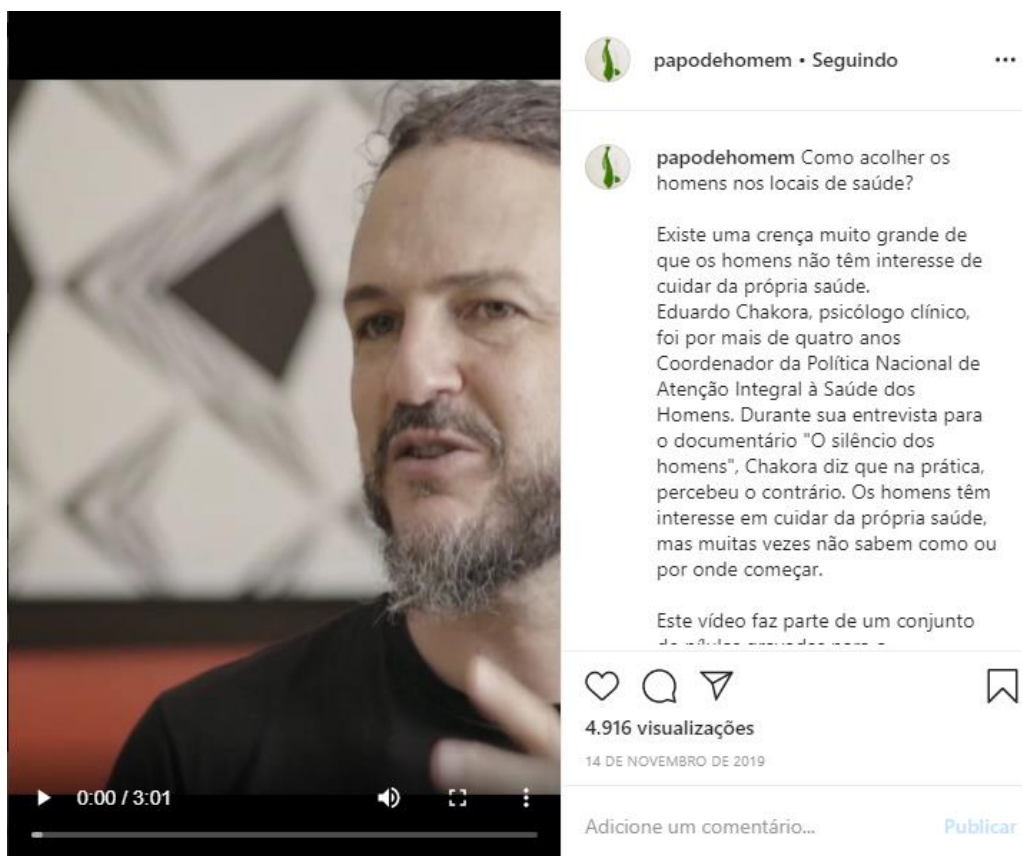 papodehomem • Seguindo
papodehomem Como acolher os
homens nos locais de saúde?
Existe uma crença muito grande de
que os homens não têm interesse de
cuidar da própria saúde.
Eduardo Chakora, psicólogo clínico,
foi por mais de quatro anos
Coordenador da Política Nacional de
Atenção Integral à Saúde dos
Homens. Durante sua entrevista para
o documentário "O silêncio dos
homens", Chakora diz que na prática,
percebeu o contrário. Os homens têm
interesse em cuidar da própria saúde,
mas muitas vezes não sabem como ou
por onde começar.
Este vídeo faz parte de um conjunto
4.916 visualizações
14 DE NOVEMBRO DE 2019
Adicione um comentário... Publicar
0:00 / 3:01